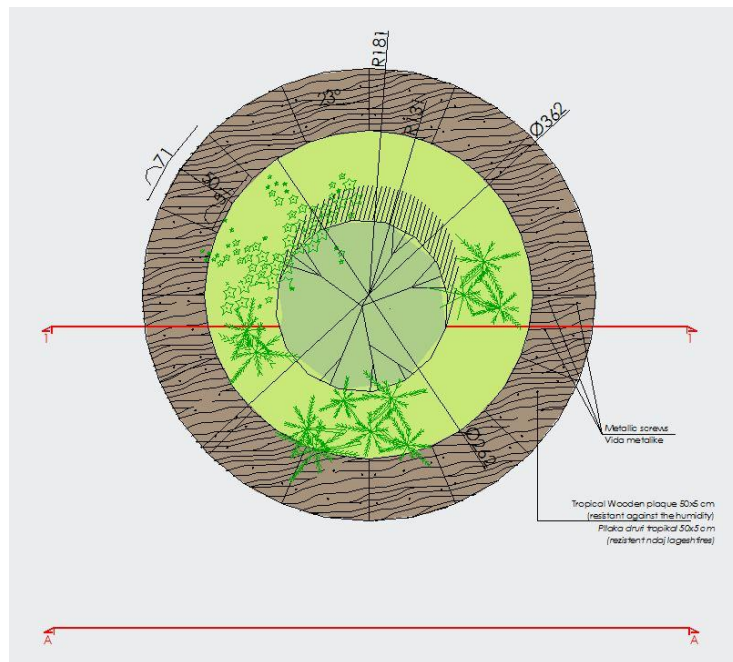 R181
23°
R131
Ø362
71
1
1
Metallic screws
Vida metalike
Ø262
Tropical Wooden plaque 50x5 cm
(resistant against the humidity)
Pllaka druri tropikal 50x5 cm
(rezistent ndaj lageshtires)
A
A